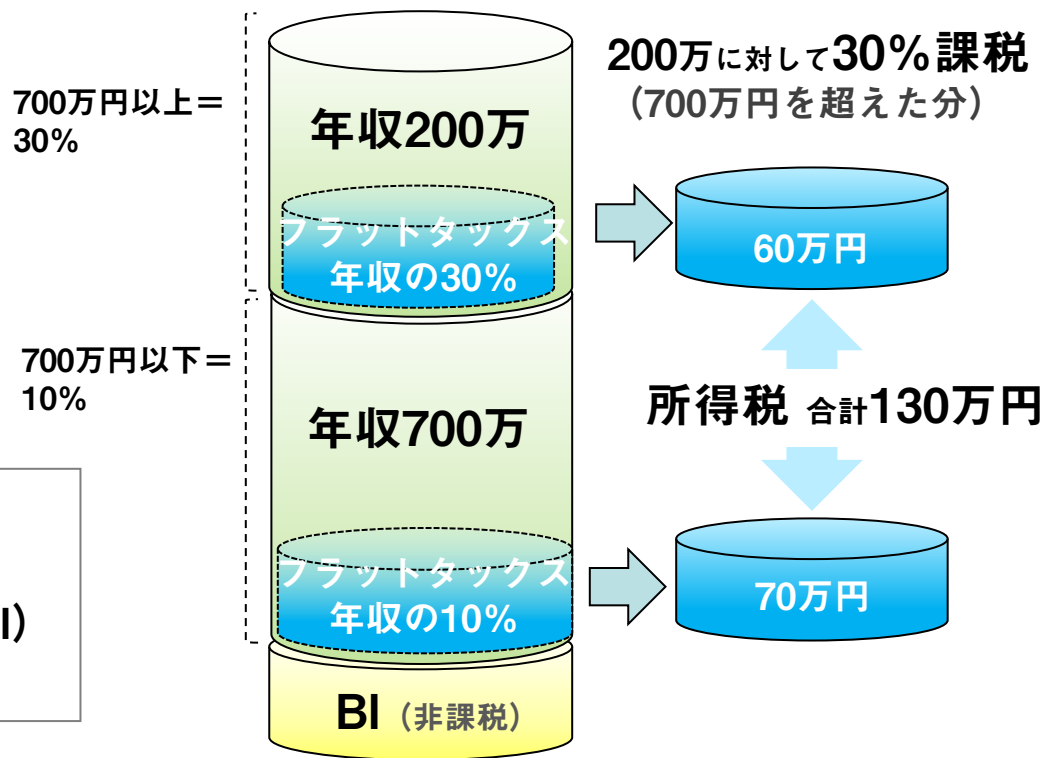 200万に対して30%課税
（700万円を超えた分）
700万円以上＝
30%
年収200万
フラットタックス
年収の30%
60万円
700万円以下＝
10%
年収700万
所得税 合計130万円
フラットタックス
年収の10%
70万円
I）
BI（非課税）